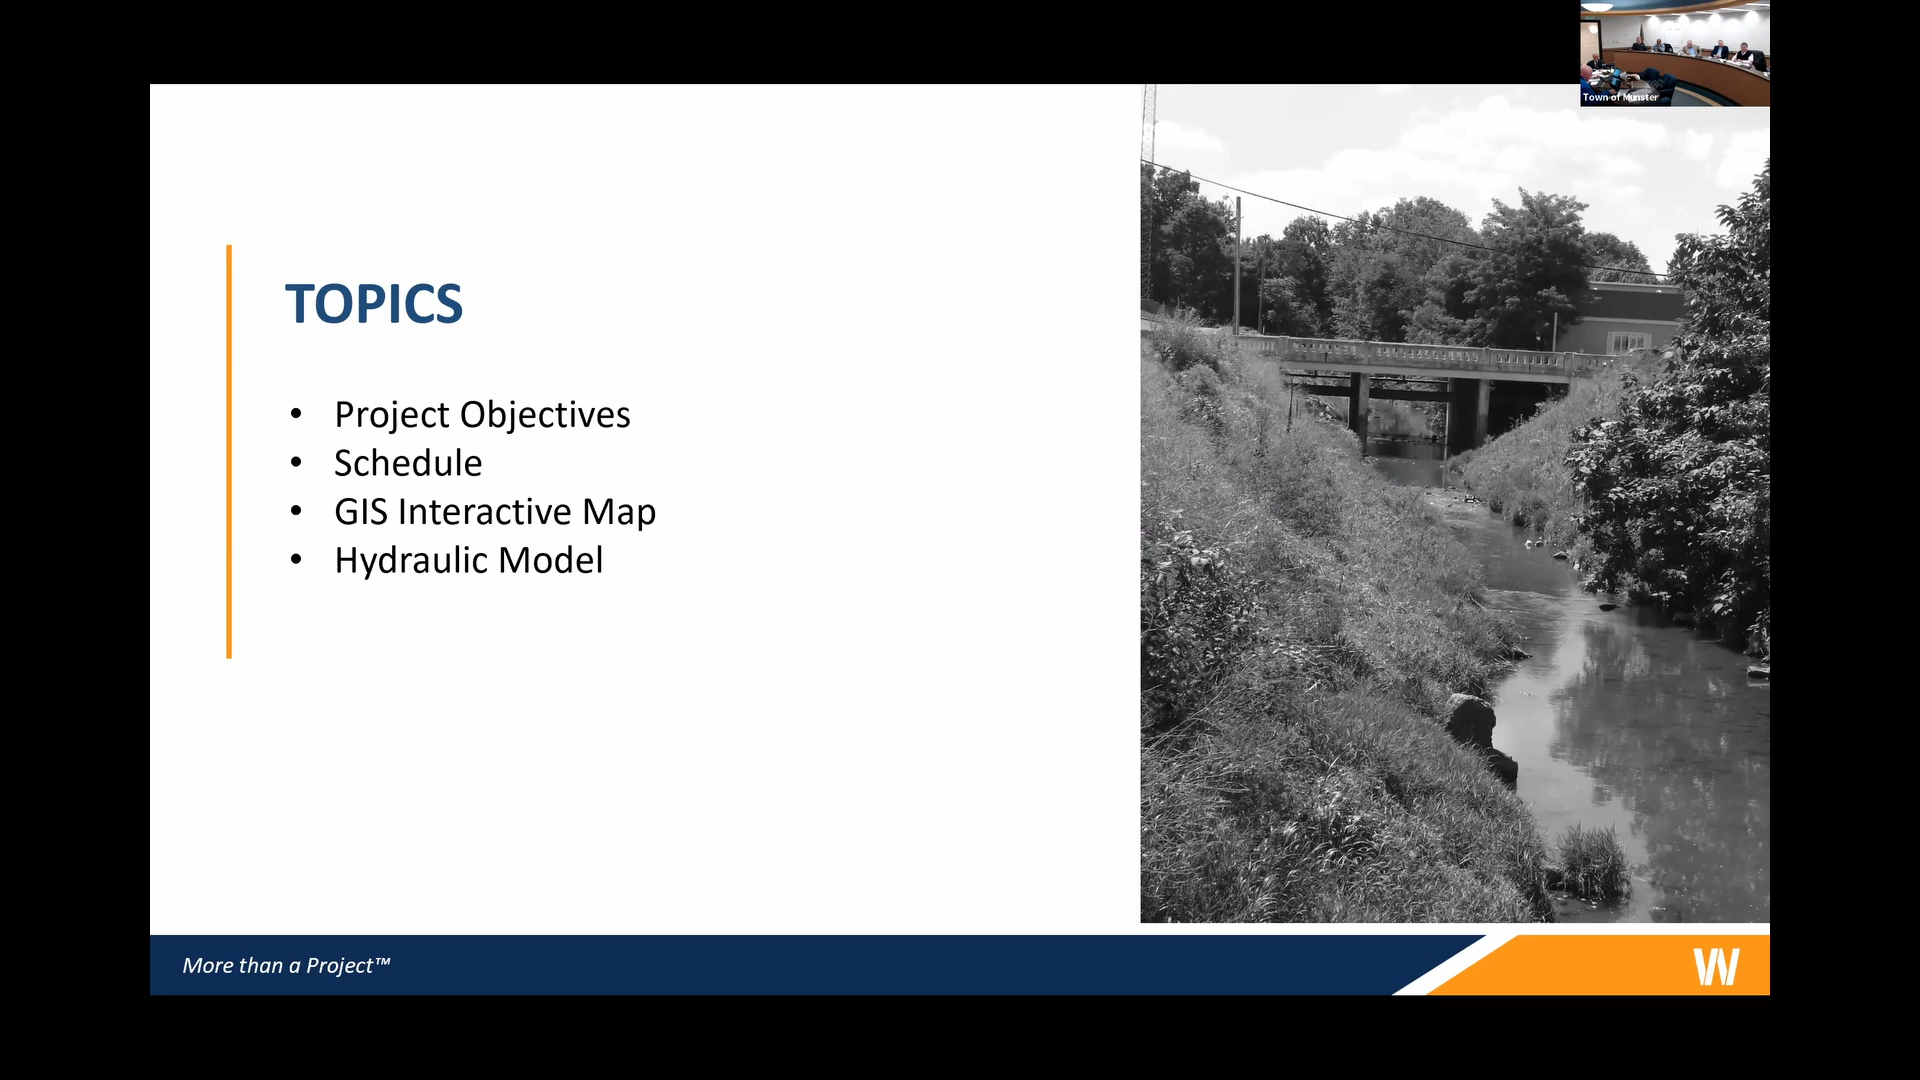 Town of Munster
TOPICS
• Project Objectives
• Schedule
• GIS Interactive Map
• Hydraulic Model
More than a Project™
W